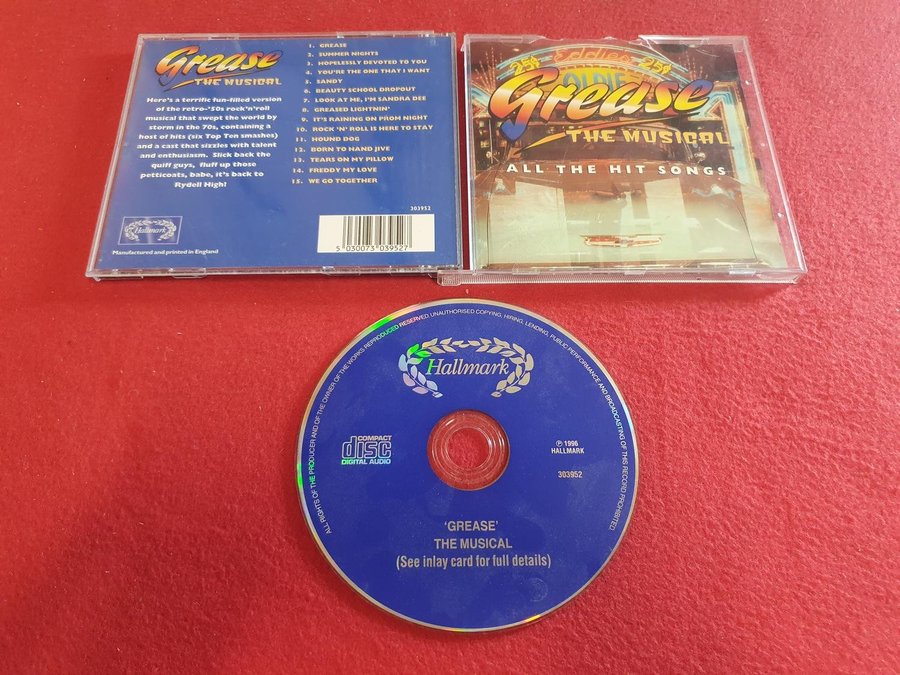 Grease
THE MUSICAL
Here's a terrific fun-filled version
of the retro-'50s rock'n'roll
musical that swept the world by
storm in the 70s, containing a
host of hits (six Top Ten smashes)
and a cast that sizzles with talent
and enthusiasm. Slick back the
quiff guys, fluff up those
petticoats, babe, it's back to
Rydell High!
Hallmark
Manufactured and printed in England
1. GREASE
2. SUMMER NIGHTS
3. HOPELESSLY DEVOTED TO YOU
4. YOU'RE THE ONE THAT I WANT
5. SANDY
6. BEAUTY SCHOOL DROPOUT
7. LOOK AT ME, I'M SANDRA DEE
8. GREASED LIGHTNIN'
9. IT'S RAINING ON PROM NIGHT
10. ROCK 'N' ROLL IS HERE TO STAY
11. HOUND DOG
12. BORN TO HAND JIVE
13. TEARS ON MY PILLOW
14. FREDDY MY LOVE
15. WE GO TOGETHER
303952
5 030073 039527
25¢ Eddie's 25¢
OLDIE
Grease
THE MUSICAL
ALL THE HIT SONGS
ALL RIGHTS OF THE PRODUCER AND OF THE OWNER OF THE WORKS REPRODUCED RESERVED. UNAUTHORISED COPYING, HIRING, LENDING, PUBLIC PERFORMANCE AND BROADCASTING OF THIS RECORD PROHIBITED
Hallmark
COMPACT
disc
DIGITAL AUDIO
℗ 1996
HALLMARK
303952
'GREASE'
THE MUSICAL
(See inlay card for full details)